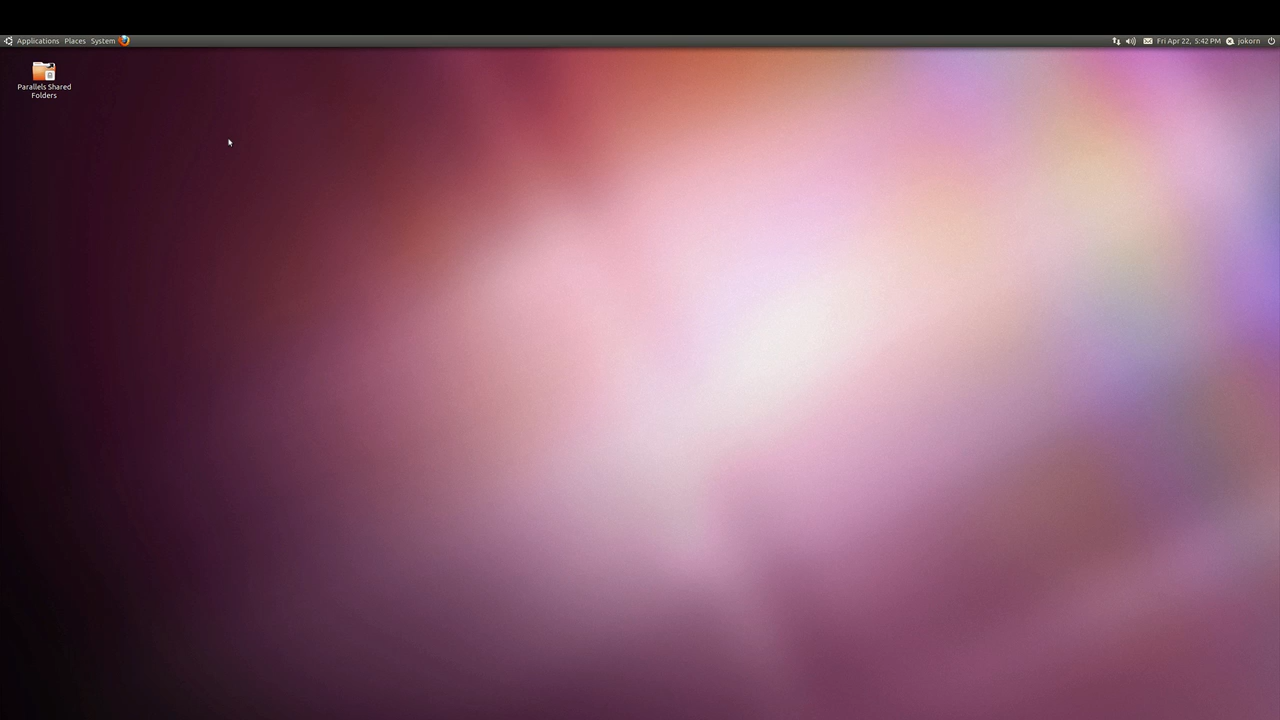 Applications Places System
Fri Apr 22, 5:42 PM jokorn
Parallels Shared
Folders